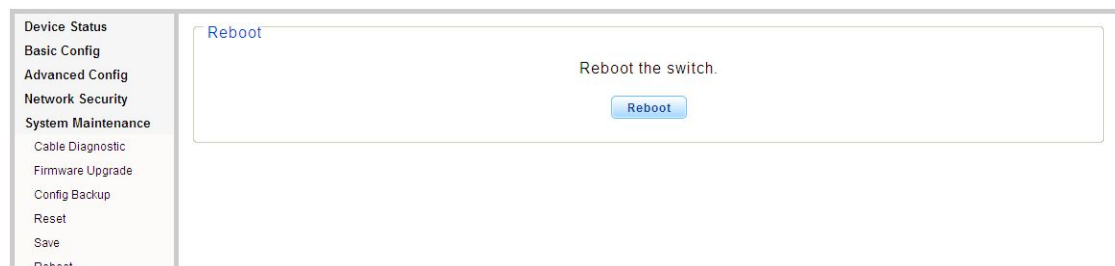 Device Status
Basic Config
Advanced Config
Network Security
System Maintenance
Cable Diagnostic
Firmware Upgrade
Config Backup
Reset
Save
Reboot
Reboot
Reboot the switch.
Reboot